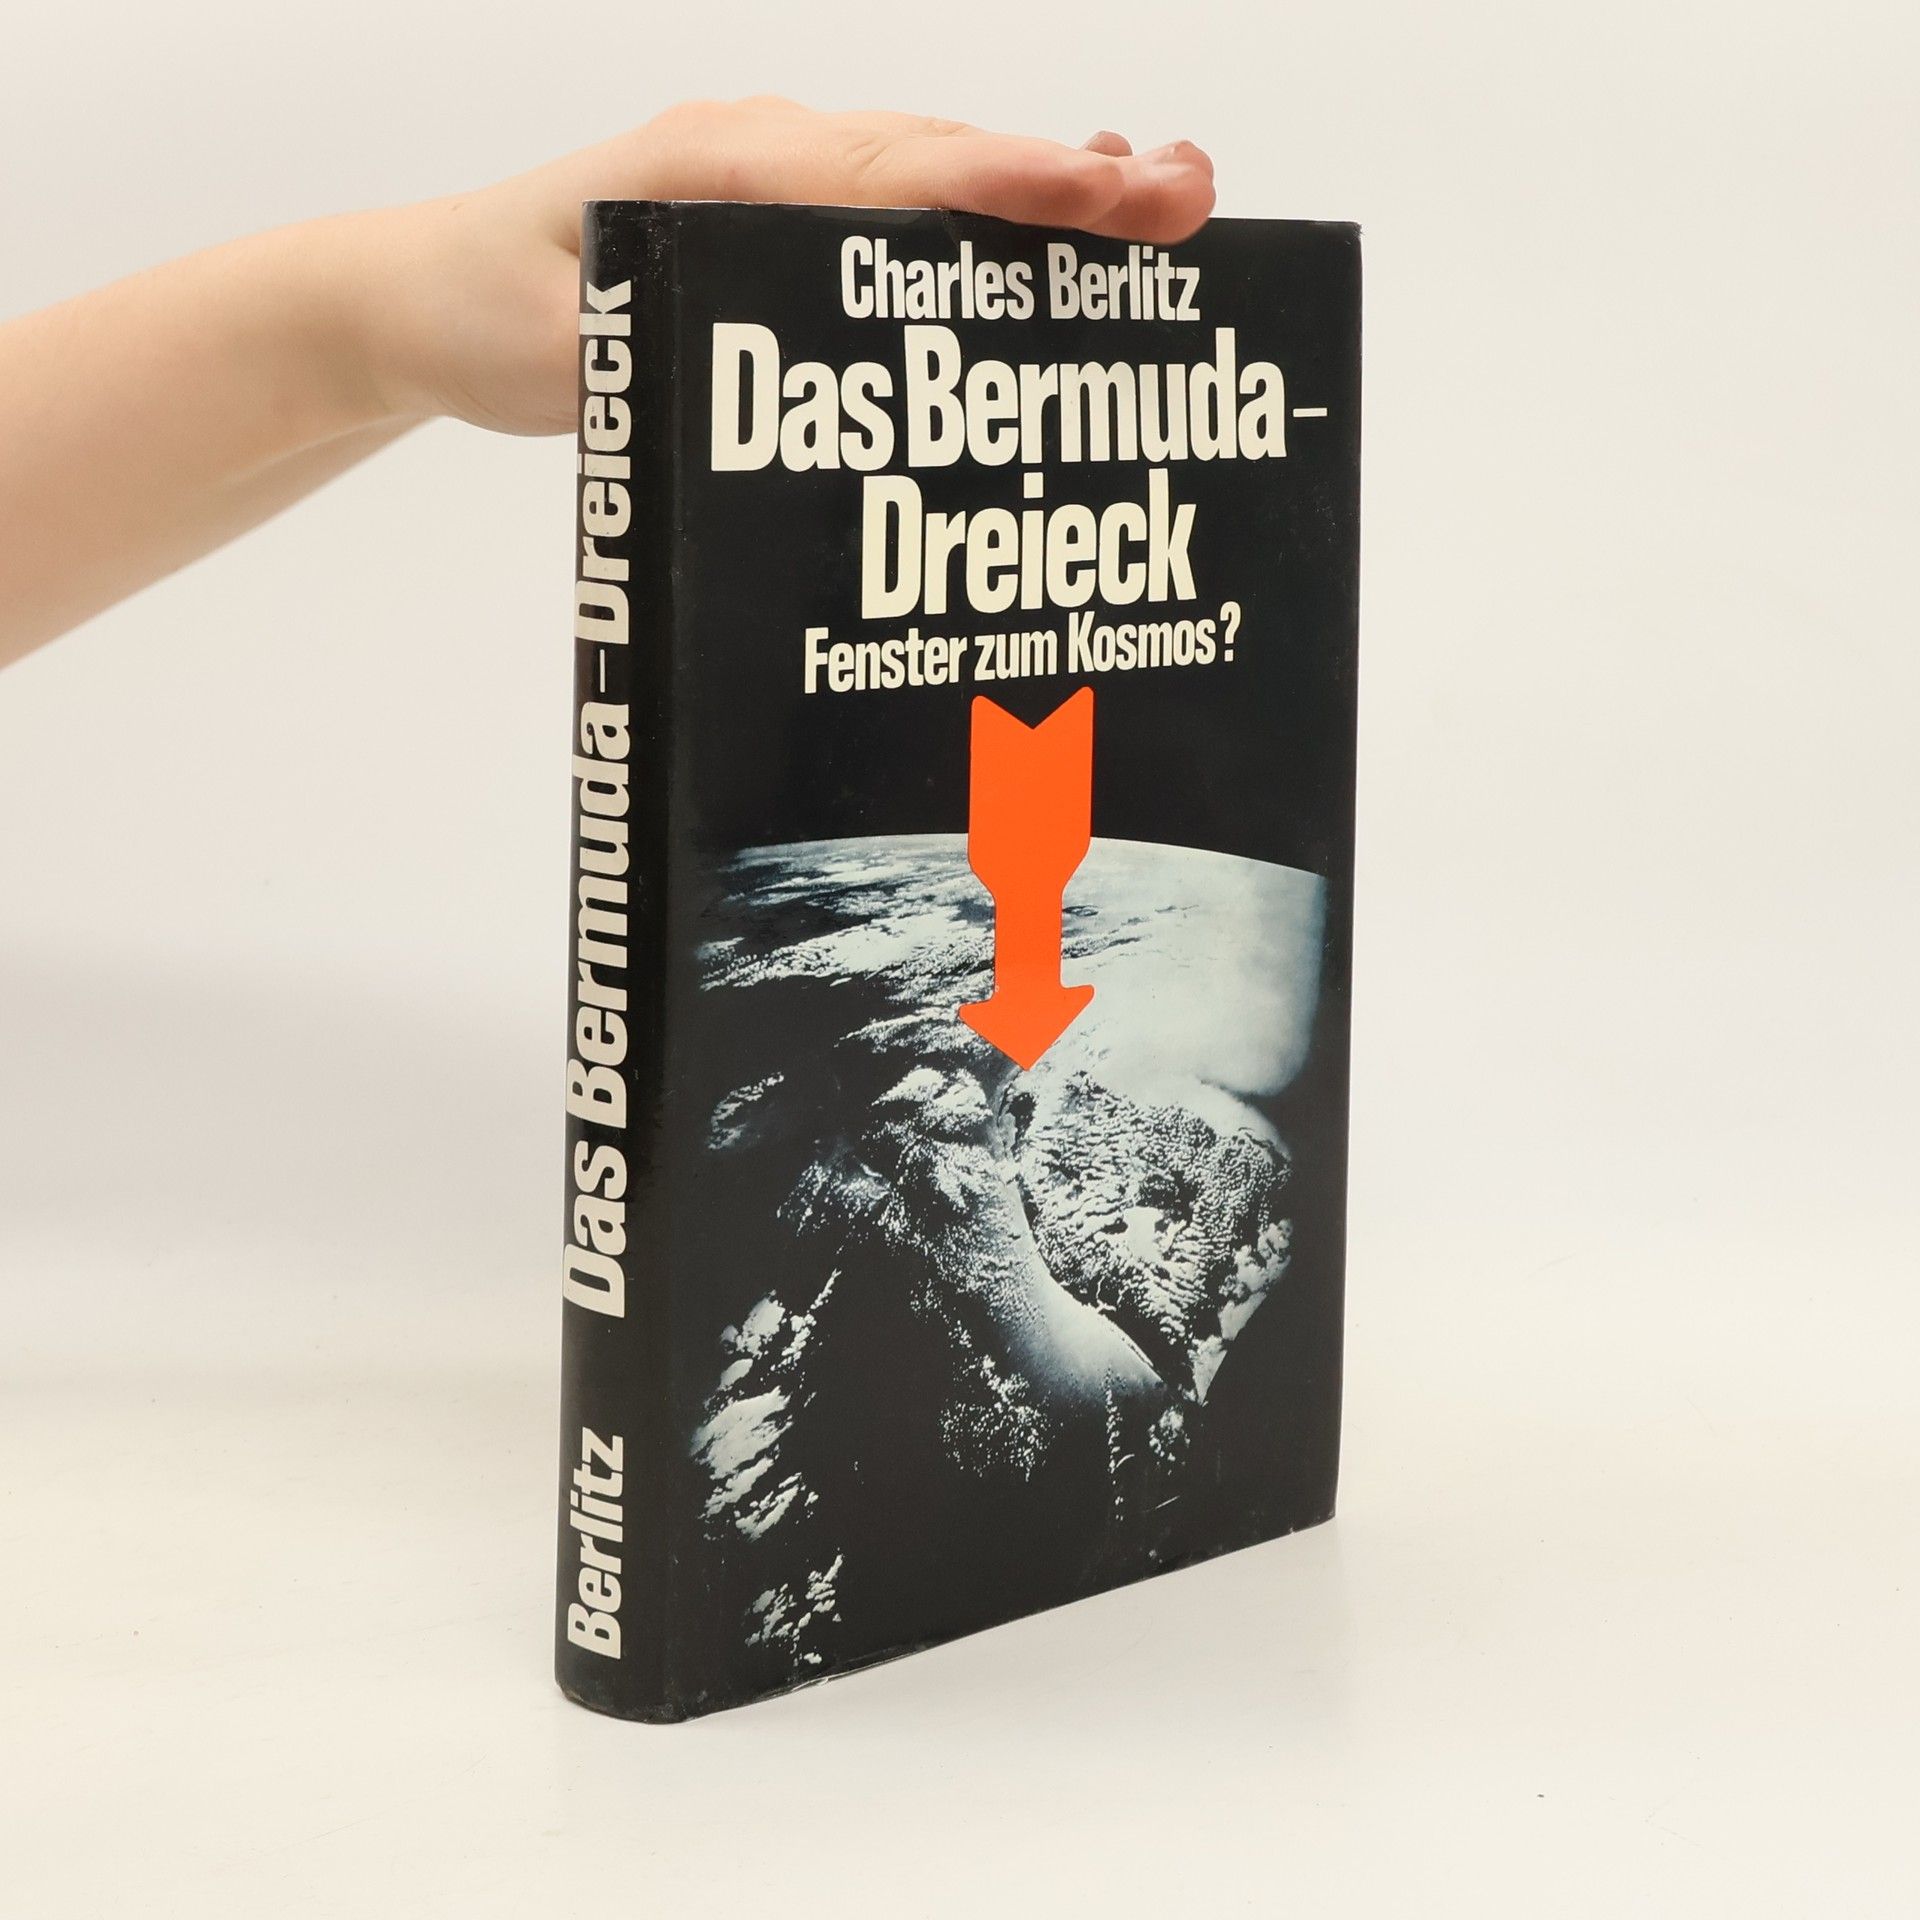 Charles Berlitz
Das Bermuda-
Dreieck
Fenster zum Kosmos?
Berlitz Das Bermuda-Dreieck